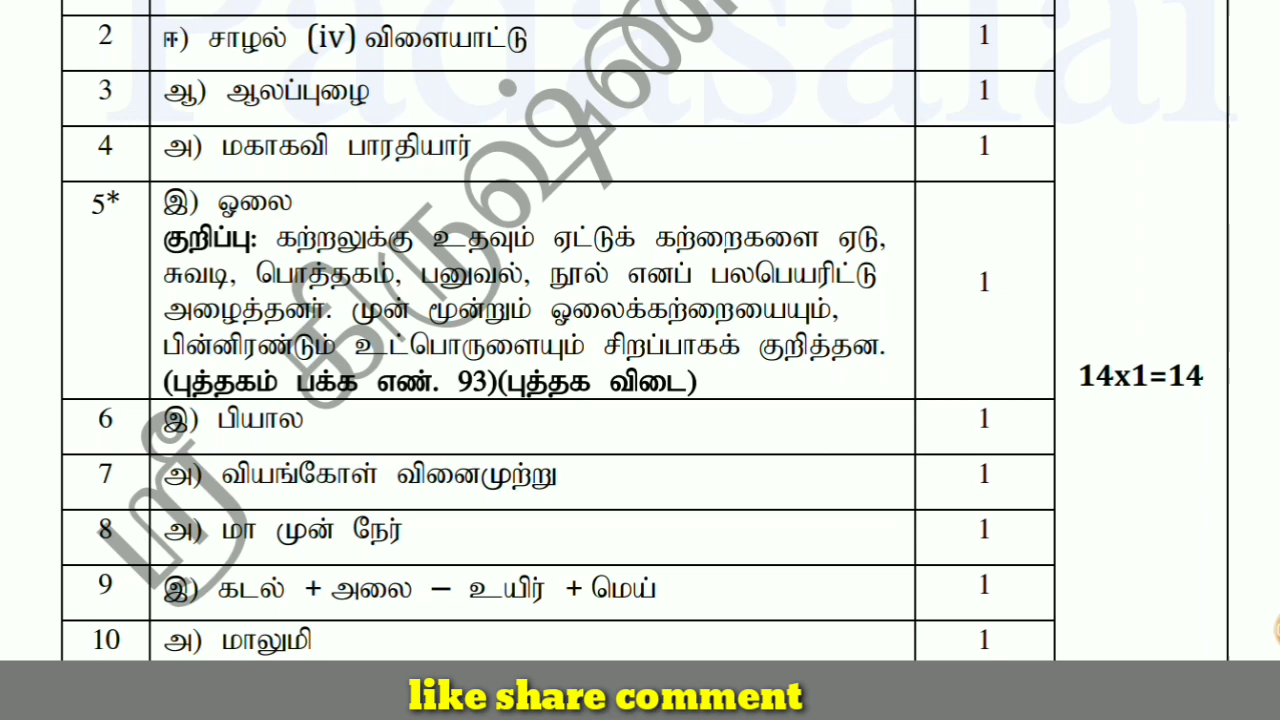 2 ஈ) சாழல் (iv) விளையாட்டு 1
3 ஆ) ஆலப்புழை 1
4 அ) மகாகவி பாரதியார் 1
5* இ) ஓலை
குறிப்பு: கற்றலுக்கு உதவும் ஏட்டுக் கற்றைகளை ஏடு,
சுவடி, பொத்தகம், பனுவல், நூல் எனப் பலபெயரிட்டு 1
அழைத்தனர். முன் மூன்றும் ஓலைக்கற்றையையும்,
பின்னிரண்டும் உட்பொருளையும் சிறப்பாகக் குறித்தன.
(புத்தகம் பக்க எண். 93)(புத்தக விடை) 14x1=14
6 இ) பியால 1
7 அ) வியங்கோள் வினைமுற்று 1
8 அ) மா முன் நேர் 1
9 இ) கடல் + அலை – உயிர் + மெய் 1
10 அ) மாலுமி 1
like share comment
Padasalai
ஸ்ரீ கிருஷ்ண